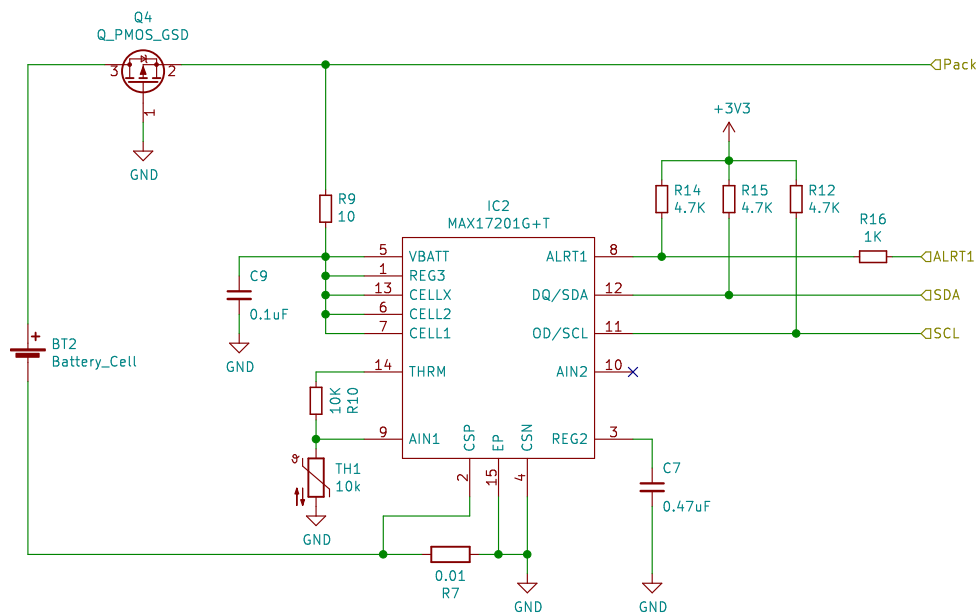 Q4
Q_PMOS_GSD
3
2
1
GND
Pack
+3V3
R14
4.7K
R15
4.7K
R12
4.7K
R9
10
IC2
MAX17201G+T
R16
1K
5
VBATT
ALRT1
8
ALRT1
1
REG3
C9
0.1uF
13
CELLX
DQ/SDA
12
SDA
6
CELL2
7
CELL1
OD/SCL
11
SCL
GND
BT2
Battery_Cell
14
THRM
AIN2
10
10K
R10
9
AIN1
CSP
EP
CSN
REG2
3
2
15
4
ϑ
TH1
10k
GND
C7
0.47uF
0.01
R7
GND
GND